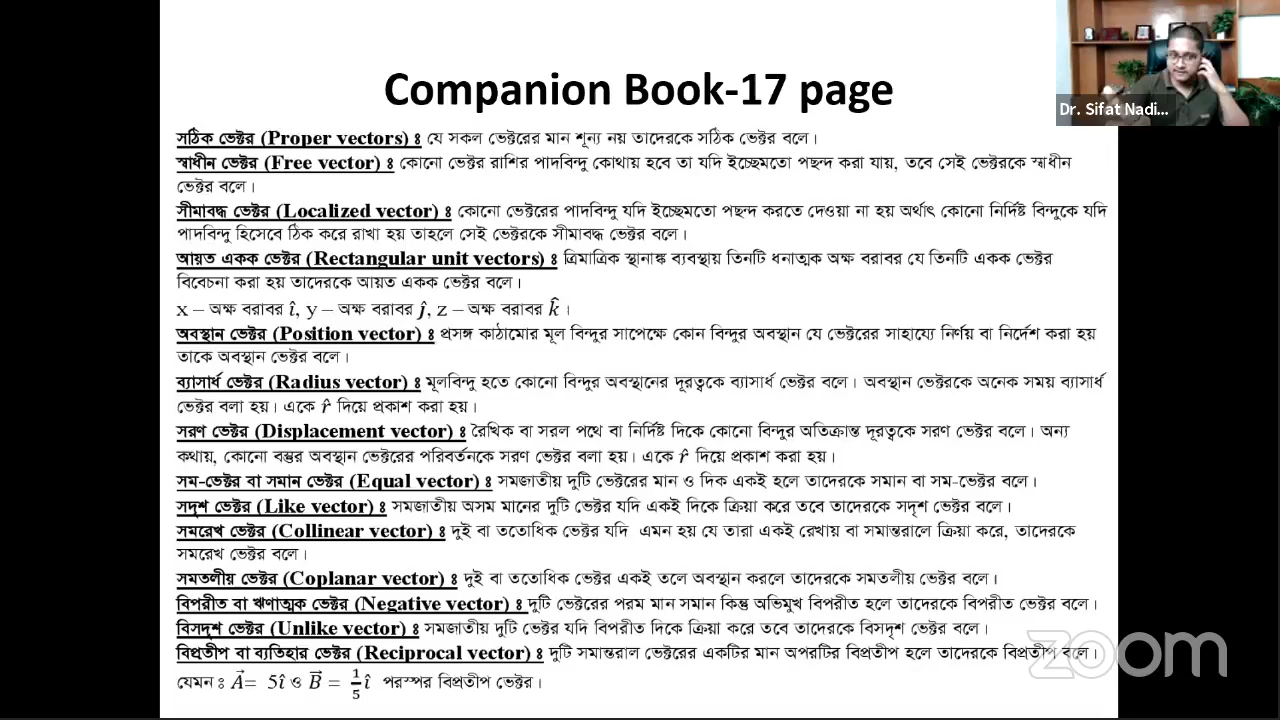 Companion Book-17 page
Dr. Sifat Nadi...
সঠিক ভেক্টর (Proper vectors) ঃ যে সকল ভেক্টরের মান শূন্য নয় তাদেরকে সঠিক ভেক্টর বলে।
স্বাধীন ভেক্টর (Free vector) ঃ কোনো ভেক্টর রাশির পাদবিন্দু কোথায় হবে তা যদি ইচ্ছেমতো পছন্দ করা যায়, তবে সেই ভেক্টরকে স্বাধীন
ভেক্টর বলে।
সীমাবদ্ধ ভেক্টর (Localized vector) ঃ কোনো ভেক্টরের পাদবিন্দু যদি ইচ্ছেমতো পছন্দ করতে দেওয়া না হয় অর্থাৎ কোনো নির্দিষ্ট বিন্দুকে যদি
পাদবিন্দু হিসেবে ঠিক করে রাখা হয় তাহলে সেই ভেক্টরকে সীমাবদ্ধ ভেক্টর বলে।
আয়ত একক ভেক্টর (Rectangular unit vectors) ঃ ত্রিমাত্রিক স্থানাঙ্ক ব্যবস্থায় তিনটি ধনাত্মক অক্ষ বরাবর যে তিনটি একক ভেক্টর
বিবেচনা করা হয় তাদেরকে আয়ত একক ভেক্টর বলে।
x – অক্ষ বরাবর î, y – অক্ষ বরাবর ĵ, z – অক্ষ বরাবর k̂ ।
অবস্থান ভেক্টর (Position vector) ঃ প্রসঙ্গ কাঠামোর মূল বিন্দুর সাপেক্ষে কোন বিন্দুর অবস্থান যে ভেক্টরের সাহায্যে নির্ণয় বা নির্দেশ করা হয়
তাকে অবস্থান ভেক্টর বলে।
ব্যাসার্ধ ভেক্টর (Radius vector) ঃ মূলবিন্দু হতে কোনো বিন্দুর অবস্থানের দূরত্বকে ব্যাসার্ধ ভেক্টর বলে। অবস্থান ভেক্টরকে অনেক সময় ব্যাসার্ধ
ভেক্টর বলা হয়। একে r̂ দিয়ে প্রকাশ করা হয়।
সরণ ভেক্টর (Displacement vector) ঃ রৈখিক বা সরল পথে বা নির্দিষ্ট দিকে কোনো বিন্দুর অতিক্রান্ত দূরত্বকে সরণ ভেক্টর বলে। অন্য
কথায়, কোনো বস্তুর অবস্থান ভেক্টরের পরিবর্তনকে সরণ ভেক্টর বলা হয়। একে r̂ দিয়ে প্রকাশ করা হয়।
সম-ভেক্টর বা সমান ভেক্টর (Equal vector) ঃ সমজাতীয় দুটি ভেক্টরের মান ও দিক একই হলে তাদেরকে সমান বা সম-ভেক্টর বলে।
সদৃশ ভেক্টর (Like vector) ঃ সমজাতীয় অসম মানের দুটি ভেক্টর যদি একই দিকে ক্রিয়া করে তবে তাদেরকে সদৃশ ভেক্টর বলে।
সমরেখ ভেক্টর (Collinear vector) ঃ দুই বা ততোধিক ভেক্টর যদি এমন হয় যে তারা একই রেখায় বা সমান্তরালে ক্রিয়া করে, তাদেরকে
সমরেখ ভেক্টর বলে।
সমতলীয় ভেক্টর (Coplanar vector) ঃ দুই বা ততোধিক ভেক্টর একই তলে অবস্থান করলে তাদেরকে সমতলীয় ভেক্টর বলে।
বিপরীত বা ঋণাত্মক ভেক্টর (Negative vector) ঃ দুটি ভেক্টরের পরম মান সমান কিন্তু অভিমুখ বিপরীত হলে তাদেরকে বিপরীত ভেক্টর বলে।
বিসদৃশ ভেক্টর (Unlike vector) ঃ সমজাতীয় দুটি ভেক্টর যদি বিপরীত দিকে ক্রিয়া করে তবে তাদেরকে বিসদৃশ ভেক্টর বলে।
বিপ্রতীপ বা ব্যতিহার ভেক্টর (Reciprocal vector) ঃ দুটি সমান্তরাল ভেক্টরের একটির মান অপরটির বিপ্রতীপ হলে তাদেরকে বিপ্রতীপ বলে।
যেমন ঃ A⃗= 5î ও B⃗ = 1/5 î পরস্পর বিপ্রতীপ ভেক্টর।
zoom